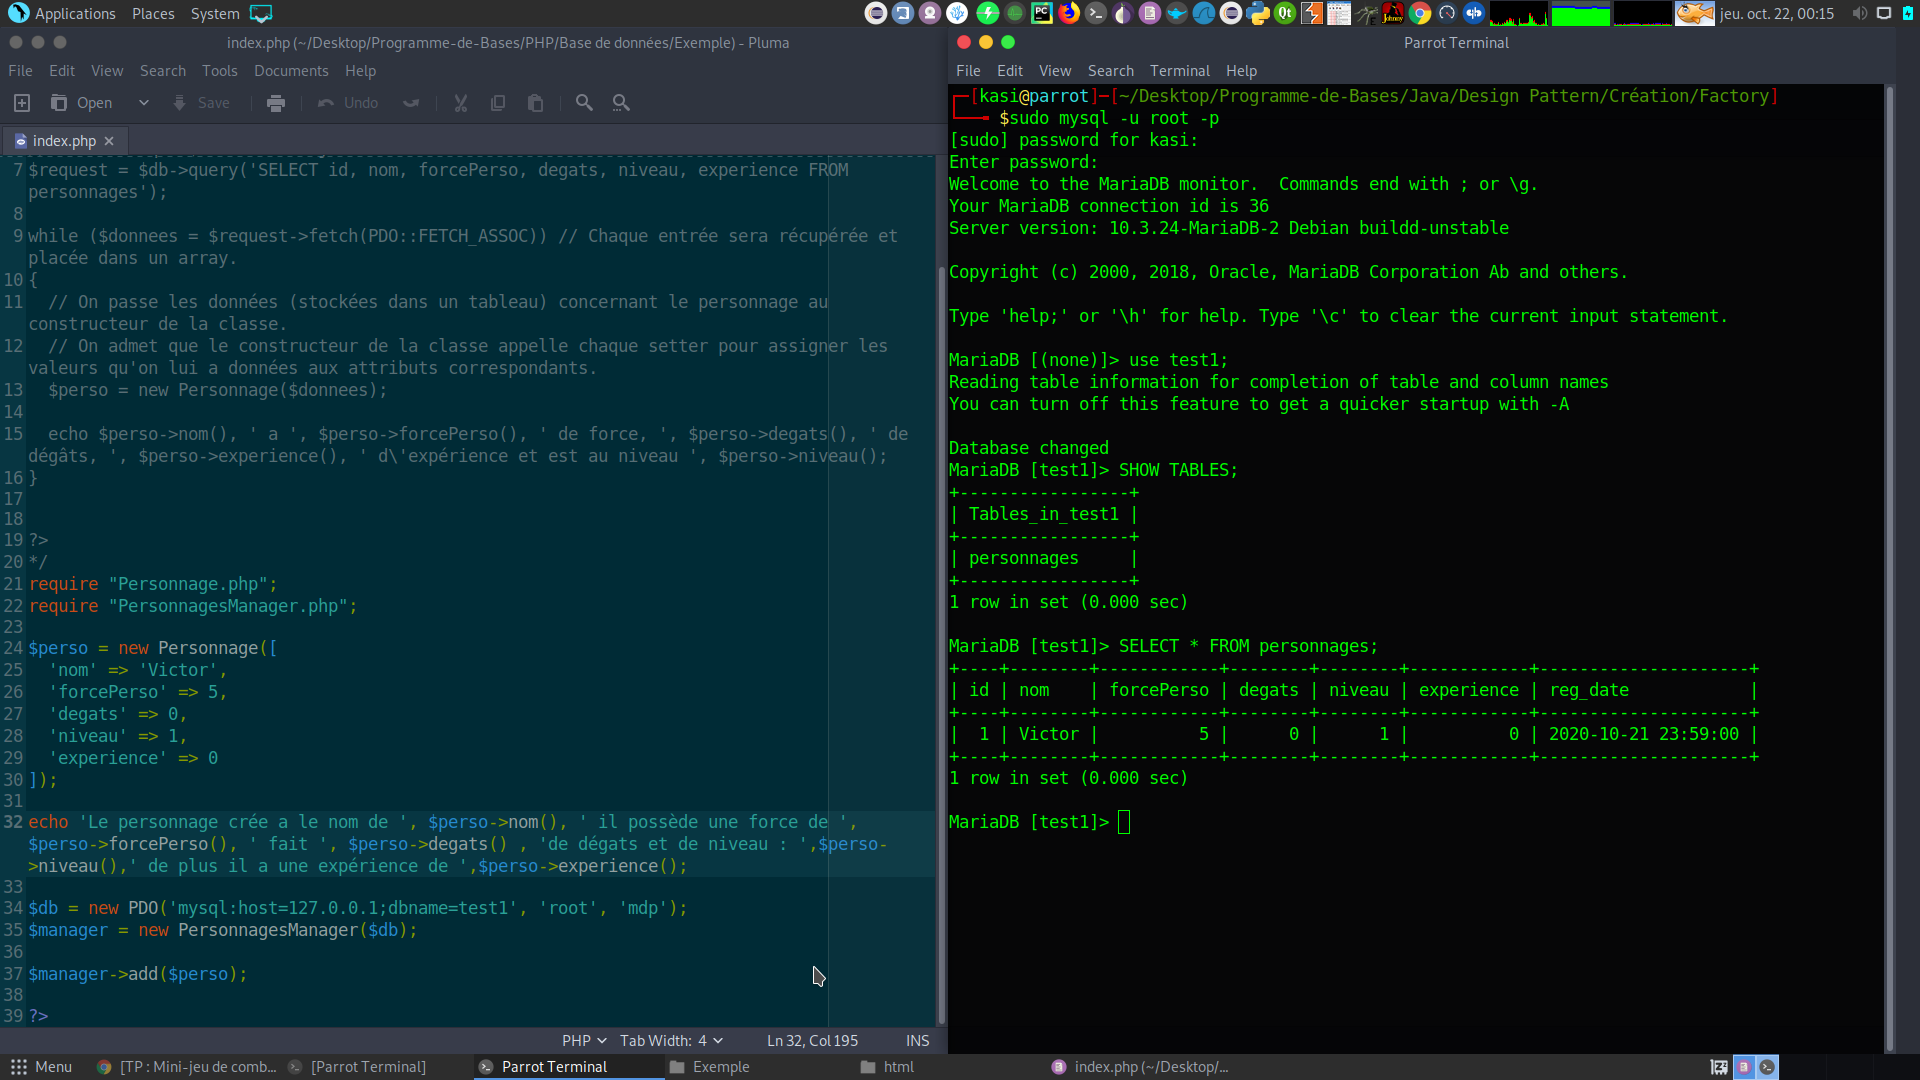 Applications Places System
jeu. oct. 22, 00:15
index.php (~/Desktop/Programme-de-Bases/PHP/Base de données/Exemple) - Pluma
File Edit View Search Tools Documents Help
Open Save Undo
index.php
7 $request = $db->query('SELECT id, nom, forcePerso, degats, niveau, experience FROM
personnages');
8
9 while ($donnees = $request->fetch(PDO::FETCH_ASSOC)) // Chaque entrée sera récupérée et
placée dans un array.
10 {
11   // On passe les données (stockées dans un tableau) concernant le personnage au
constructeur de la classe.
12   // On admet que le constructeur de la classe appelle chaque setter pour assigner les
valeurs qu'on lui a données aux attributs correspondants.
13   $perso = new Personnage($donnees);
14
15   echo $perso->nom(), ' a ', $perso->forcePerso(), ' de force, ', $perso->degats(), ' de
dégâts, ', $perso->experience(), ' d\'expérience et est au niveau ', $perso->niveau();
16 }
17
18
19 ?>
20 */
21 require "Personnage.php";
22 require "PersonnagesManager.php";
23
24 $perso = new Personnage([
25   'nom' => 'Victor',
26   'forcePerso' => 5,
27   'degats' => 0,
28   'niveau' => 1,
29   'experience' => 0
30 ]);
31
32 echo 'Le personnage crée a le nom de ', $perso->nom(), ' il possède une force de ',
$perso->forcePerso(), ' fait ', $perso->degats() , 'de dégats et de niveau : ',$perso-
>niveau(),' de plus il a une expérience de ',$perso->experience();
33
34 $db = new PDO('mysql:host=127.0.0.1;dbname=test1', 'root', 'mdp');
35 $manager = new PersonnagesManager($db);
36
37 $manager->add($perso);
38
39 ?>
PHP Tab Width: 4 Ln 32, Col 195 INS
Parrot Terminal
File Edit View Search Terminal Help
┌─[kasi@parrot]─[~/Desktop/Programme-de-Bases/Java/Design Pattern/Création/Factory]
└──╼ $sudo mysql -u root -p
[sudo] password for kasi:
Enter password:
Welcome to the MariaDB monitor.  Commands end with ; or \g.
Your MariaDB connection id is 36
Server version: 10.3.24-MariaDB-2 Debian buildd-unstable
Copyright (c) 2000, 2018, Oracle, MariaDB Corporation Ab and others.
Type 'help;' or '\h' for help. Type '\c' to clear the current input statement.
MariaDB [(none)]> use test1;
Reading table information for completion of table and column names
You can turn off this feature to get a quicker startup with -A
Database changed
MariaDB [test1]> SHOW TABLES;
+-----------------+
| Tables_in_test1 |
+-----------------+
| personnages     |
+-----------------+
1 row in set (0.000 sec)
MariaDB [test1]> SELECT * FROM personnages;
+----+--------+------------+--------+--------+------------+---------------------+
| id | nom    | forcePerso | degats | niveau | experience | reg_date            |
+----+--------+------------+--------+--------+------------+---------------------+
|  1 | Victor |          5 |      0 |      1 |          0 | 2020-10-21 23:59:00 |
+----+--------+------------+--------+--------+------------+---------------------+
1 row in set (0.000 sec)
MariaDB [test1]>
Menu [TP : Mini-jeu de comb... [Parrot Terminal] Parrot Terminal Exemple html index.php (~/Desktop/...